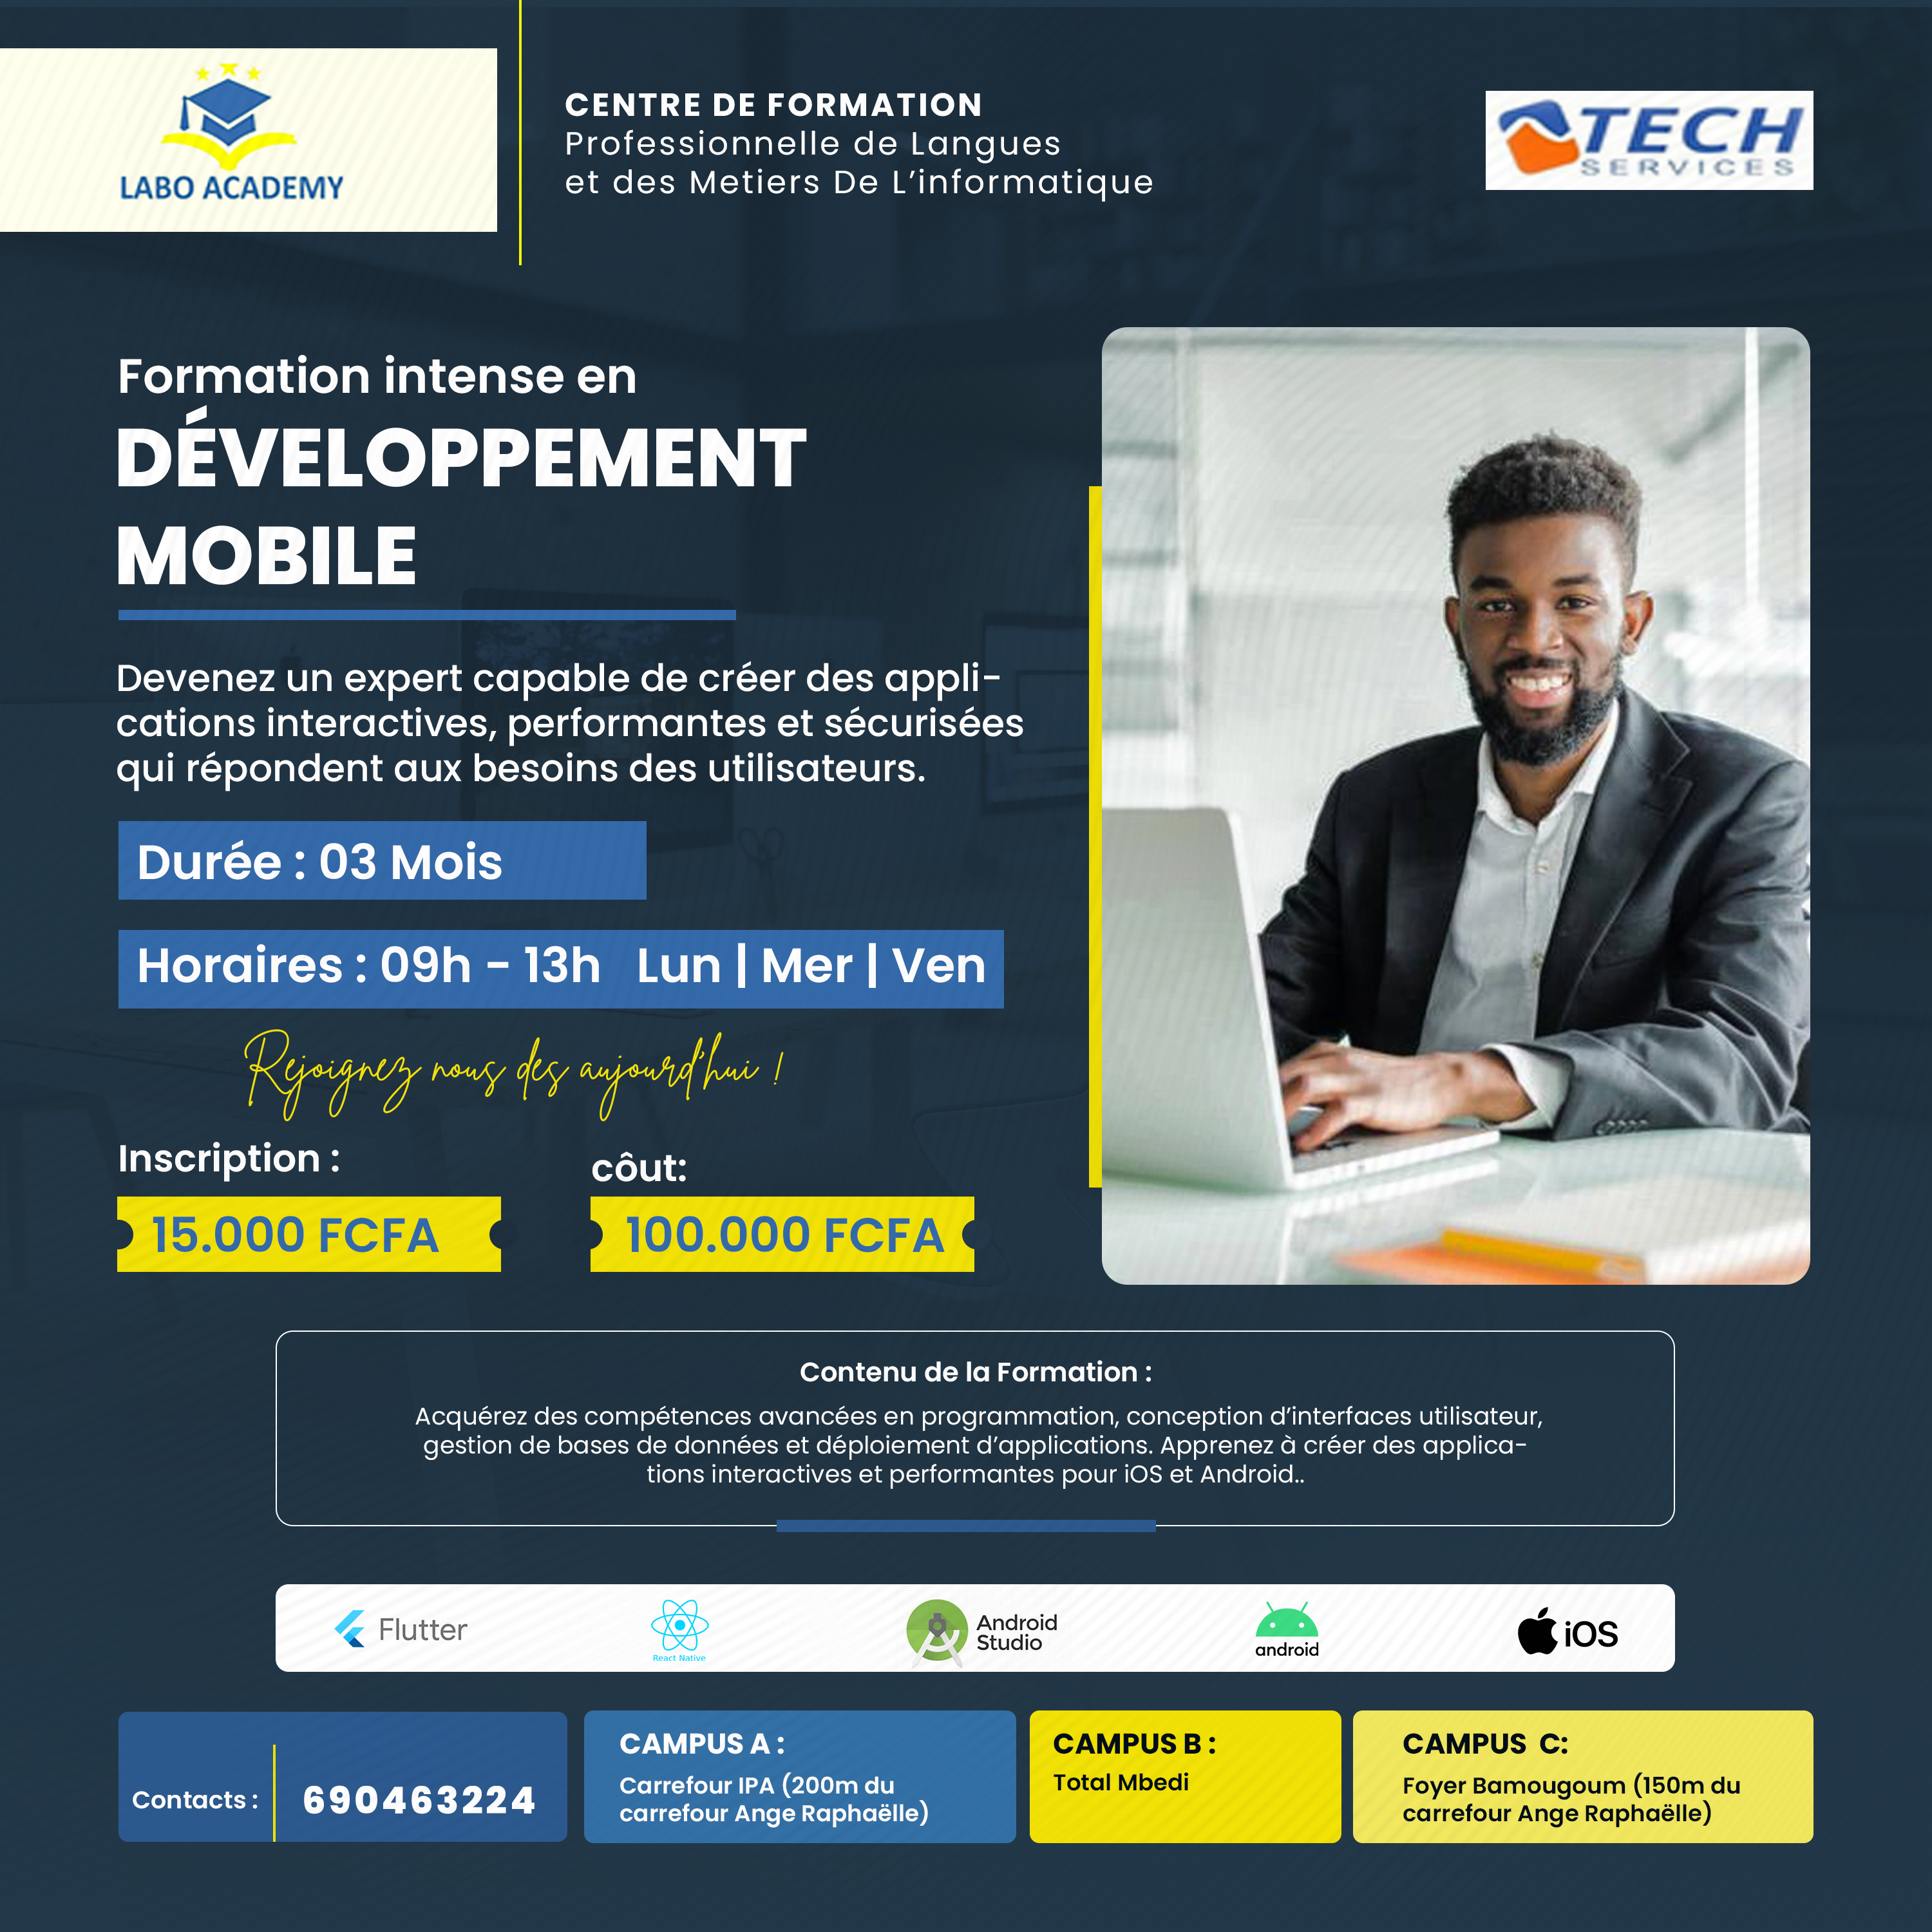 LABO ACADEMY
CENTRE DE FORMATION
Professionnelle de Langues
et des Metiers De L’informatique
TECH
SERVICES
Formation intense en
DÉVELOPPEMENT
MOBILE
Devenez un expert capable de créer des appli-
cations interactives, performantes et sécurisées
qui répondent aux besoins des utilisateurs.
Durée : 03 Mois
Horaires : 09h - 13h Lun | Mer | Ven
Rejoignez nous des aujourd'hui !
Inscription :
15.000 FCFA
côut:
100.000 FCFA
Contenu de la Formation :
Acquérez des compétences avancées en programmation, conception d’interfaces utilisateur,
gestion de bases de données et déploiement d’applications. Apprenez à créer des applica-
tions interactives et performantes pour iOS et Android..
Flutter
React Native
Android
Studio
android
iOS
Contacts :
690463224
CAMPUS A :
Carrefour IPA (200m du
carrefour Ange Raphaëlle)
CAMPUS B :
Total Mbedi
CAMPUS C:
Foyer Bamougoum (150m du
carrefour Ange Raphaëlle)